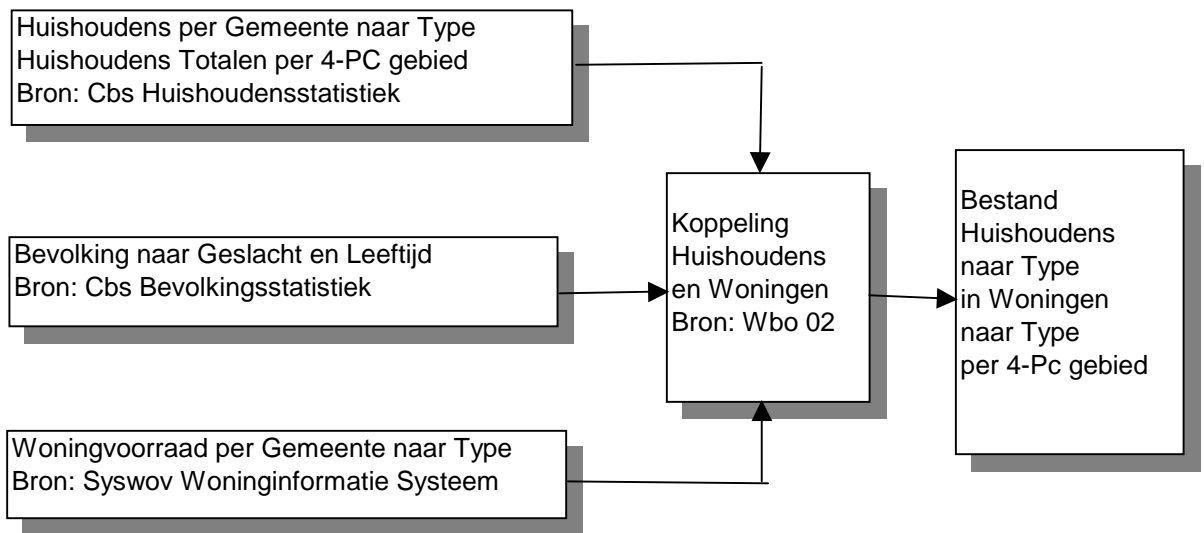 Huishoudens per Gemeente naar Type
Huishoudens Totalen per 4-PC gebied
Bron: Cbs Huishoudensstatistiek
Bevolking naar Geslacht en Leeftijd
Bron: Cbs Bevolkingsstatistiek
Woningvoorraad per Gemeente naar Type
Bron: Syswov Woninginformatie Systeem
Koppeling
Huishoudens
en Woningen
Bron: Wbo 02
Bestand
Huishoudens
naar Type
in Woningen
naar Type
per 4-Pc gebied